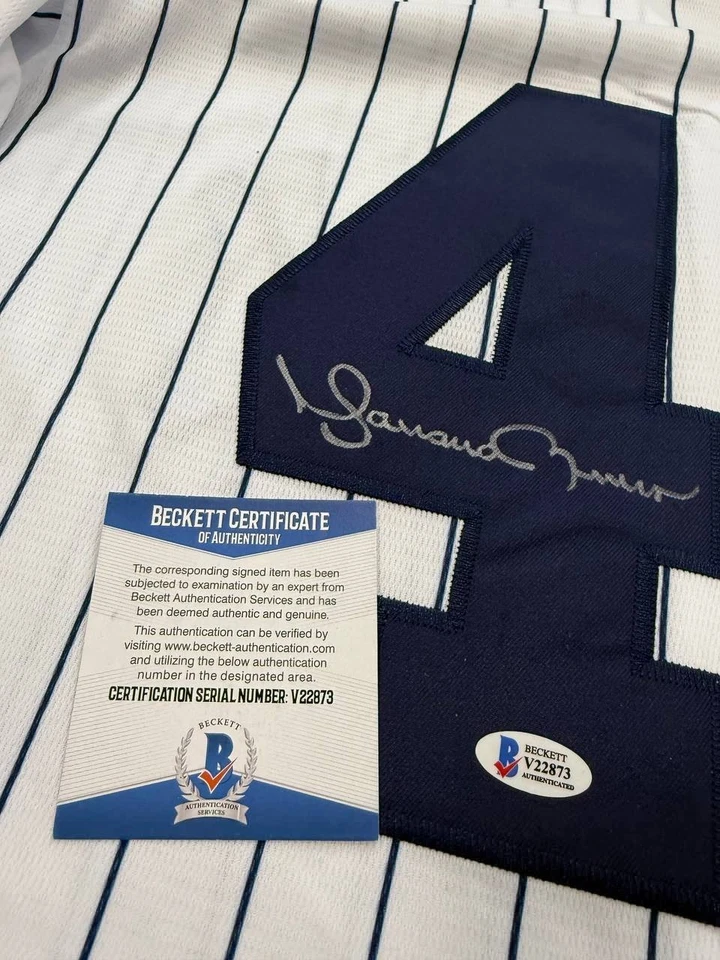 4
Mariano Rivera
BECKETT CERTIFICATE
OF AUTHENTICITY
The corresponding signed item has been
subjected to examination by an expert from
Beckett Authentication Services and has
been deemed authentic and genuine.
This authentication can be verified by
visiting www.beckett-authentication.com
and utilizing the below authentication
number in the designated area.
CERTIFICATION SERIAL NUMBER: V22873
BECKETT
B
AUTHENTICATION
SERVICES
B
BECKETT
V22873
AUTHENTICATED